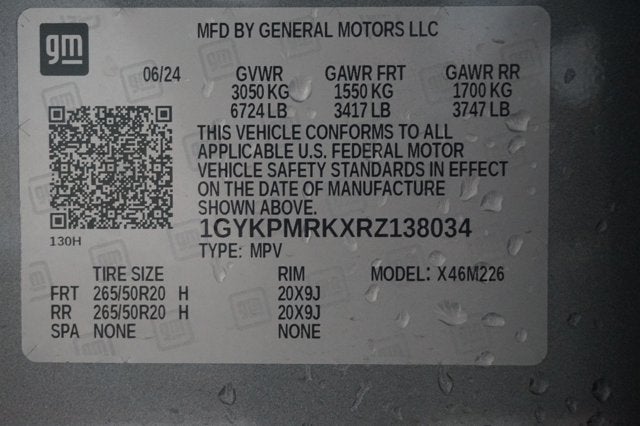 gm
MFD BY GENERAL MOTORS LLC
06/24 GVWR GAWR FRT GAWR RR
3050 KG 1550 KG 1700 KG
6724 LB 3417 LB 3747 LB
THIS VEHICLE CONFORMS TO ALL
APPLICABLE U.S. FEDERAL MOTOR
VEHICLE SAFETY STANDARDS IN EFFECT
ON THE DATE OF MANUFACTURE
SHOWN ABOVE.
1GYKPMRKXRZ138034
130H
TYPE: MPV
TIRE SIZE RIM MODEL: X46M226
FRT 265/50R20 H 20X9J
RR 265/50R20 H 20X9J
SPA NONE NONE